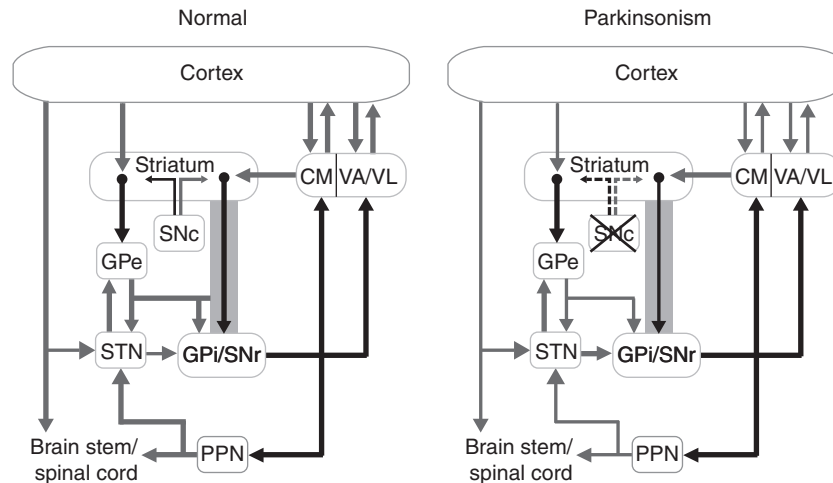 Normal
Cortex
Striatum
CM VA/VL
SNc
GPe
STN
GPi/SNr
Brain stem/
spinal cord
PPN
Parkinsonism
Cortex
Striatum
CM VA/VL
SNc
GPe
STN
GPi/SNr
Brain stem/
spinal cord
PPN